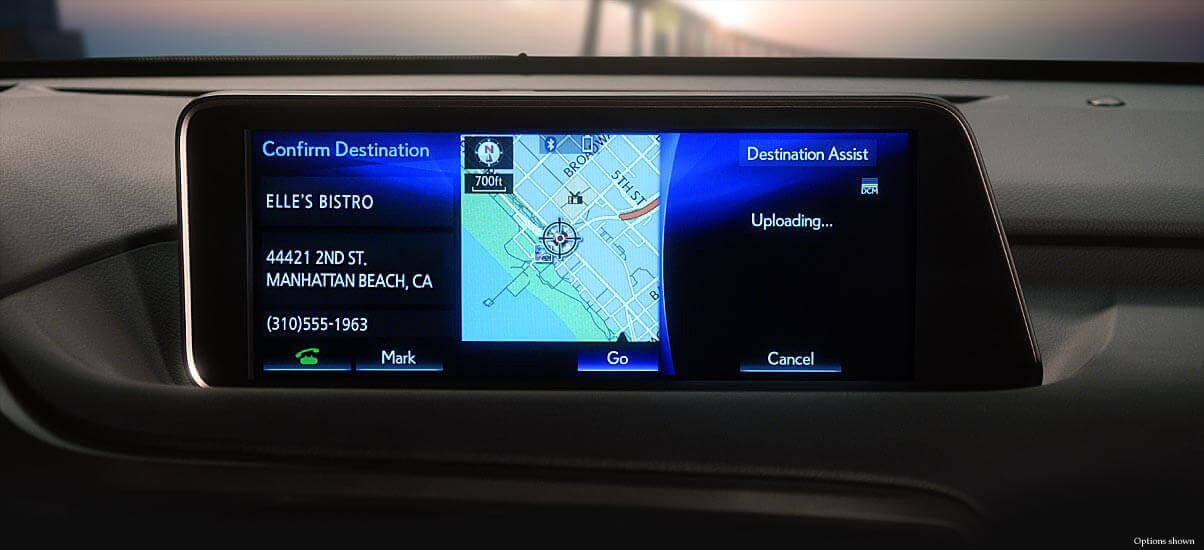 Confirm Destination
ELLE'S BISTRO
44421 2ND ST.
MANHATTAN BEACH, CA
(310)555-1963
Mark
N
700ft
BROADWAY
5TH ST
B
Go
Destination Assist
DCM
Uploading...
Cancel
Options shown